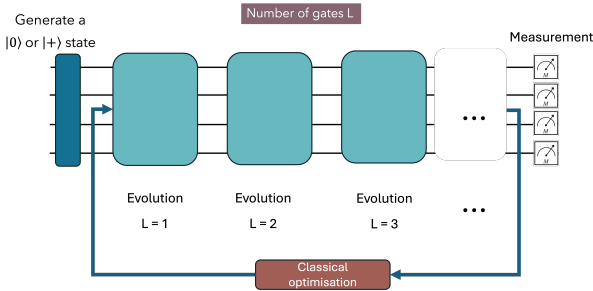 Number of gates L
Generate a
|0⟩ or |+⟩ state
Measurement
M
M
M
M
...
Evolution
L = 1
Evolution
L = 2
Evolution
L = 3
...
Classical
optimisation